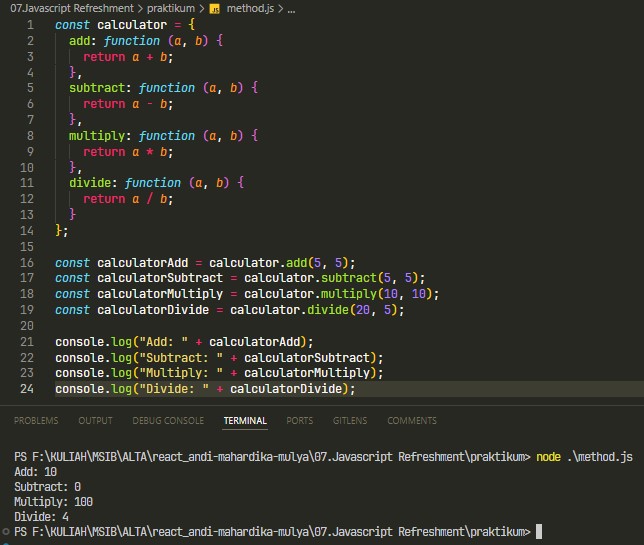 07.Javascript Refreshment > praktikum > method.js > ...
1 const calculator = {
2   add: function (a, b) {
3     return a + b;
4   },
5   subtract: function (a, b) {
6     return a - b;
7   },
8   multiply: function (a, b) {
9     return a * b;
10   },
11   divide: function (a, b) {
12     return a / b;
13   }
14 };
15
16 const calculatorAdd = calculator.add(5, 5);
17 const calculatorSubtract = calculator.subtract(5, 5);
18 const calculatorMultiply = calculator.multiply(10, 10);
19 const calculatorDivide = calculator.divide(20, 5);
20
21 console.log("Add: " + calculatorAdd);
22 console.log("Subtract: " + calculatorSubtract);
23 console.log("Multiply: " + calculatorMultiply);
24 console.log("Divide: " + calculatorDivide);
PROBLEMS OUTPUT DEBUG CONSOLE TERMINAL PORTS GITLENS COMMENTS
PS F:\KULIAH\MSIB\ALTA\react_andi-mahardika-mulya\07.Javascript Refreshment\praktikum> node .\method.js
Add: 10
Subtract: 0
Multiply: 100
Divide: 4
PS F:\KULIAH\MSIB\ALTA\react_andi-mahardika-mulya\07.Javascript Refreshment\praktikum>